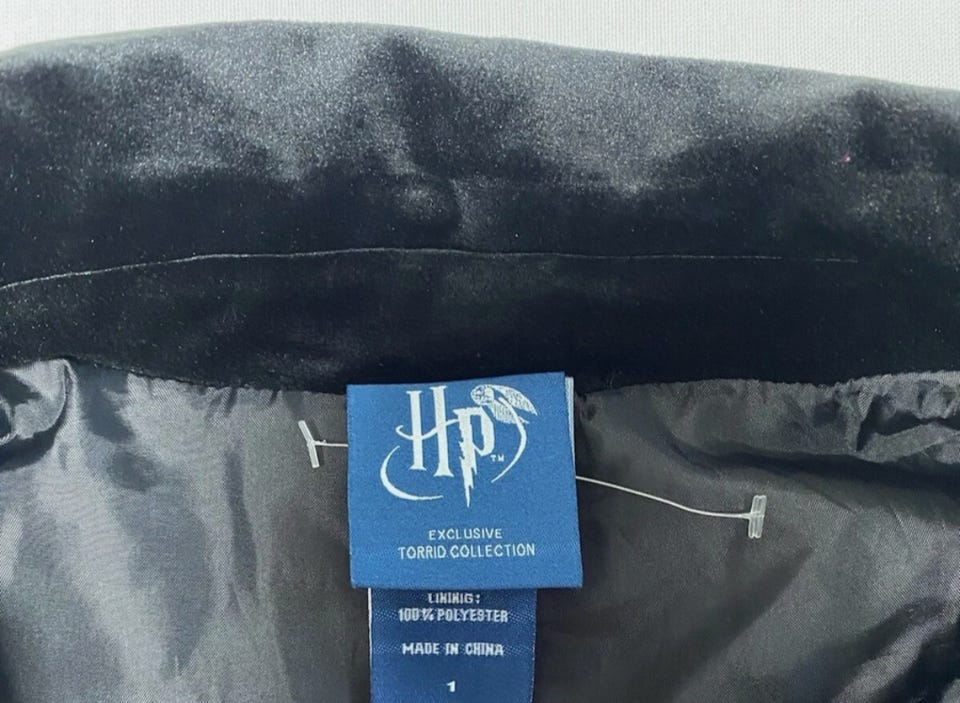 HP™
EXCLUSIVE
TORRID COLLECTION
LINING:
100% POLYESTER
MADE IN CHINA
1